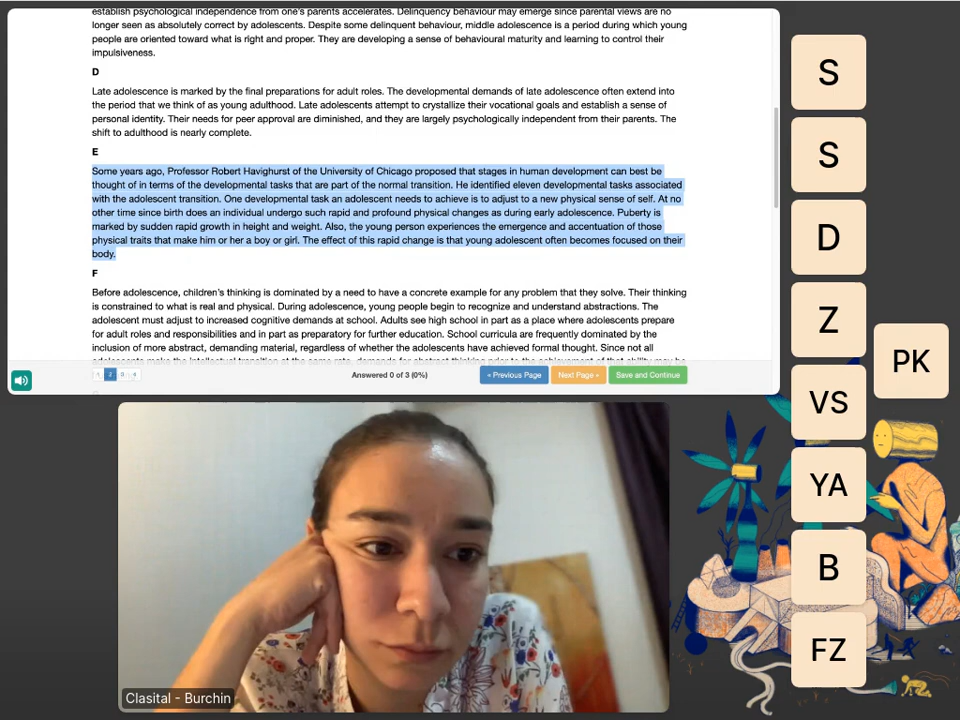 establish psychological independence from one's parents accelerates. Delinquency behaviour may emerge since parental views are no
longer seen as absolutely correct by adolescents. Despite some delinquent behaviour, middle adolescence is a period during which young
people are oriented toward what is right and proper. They are developing a sense of behavioural maturity and learning to control their
impulsiveness.
D
Late adolescence is marked by the final preparations for adult roles. The developmental demands of late adolescence often extend into
the period that we think of as young adulthood. Late adolescents attempt to crystallize their vocational goals and establish a sense of
personal identity. Their needs for peer approval are diminished, and they are largely psychologically independent from their parents. The
shift to adulthood is nearly complete.
E
Some years ago, Professor Robert Havighurst of the University of Chicago proposed that stages in human development can best be
thought of in terms of the developmental tasks that are part of the normal transition. He identified eleven developmental tasks associated
with the adolescent transition. One developmental task an adolescent needs to achieve is to adjust to a new physical sense of self. At no
other time since birth does an individual undergo such rapid and profound physical changes as during early adolescence. Puberty is
marked by sudden rapid growth in height and weight. Also, the young person experiences the emergence and accentuation of those
physical traits that make him or her a boy or girl. The effect of this rapid change is that young adolescent often becomes focused on their
body.
F
Before adolescence, children's thinking is dominated by a need to have a concrete example for any problem that they solve. Their thinking
is constrained to what is real and physical. During adolescence, young people begin to recognize and understand abstractions. The
adolescent must adjust to increased cognitive demands at school. Adults see high school in part as a place where adolescents prepare
for adult roles and responsibilities and in part as preparatory for further education. School curricula are frequently dominated by the
inclusion of more abstract, demanding material, regardless of whether the adolescents have achieved formal thought. Since not all
1 2 3 4
Answered 0 of 3 (0%)
« Previous Page
Next Page »
Save and Continue
S
S
D
Z
PK
VS
YA
B
FZ
Clasital - Burchin